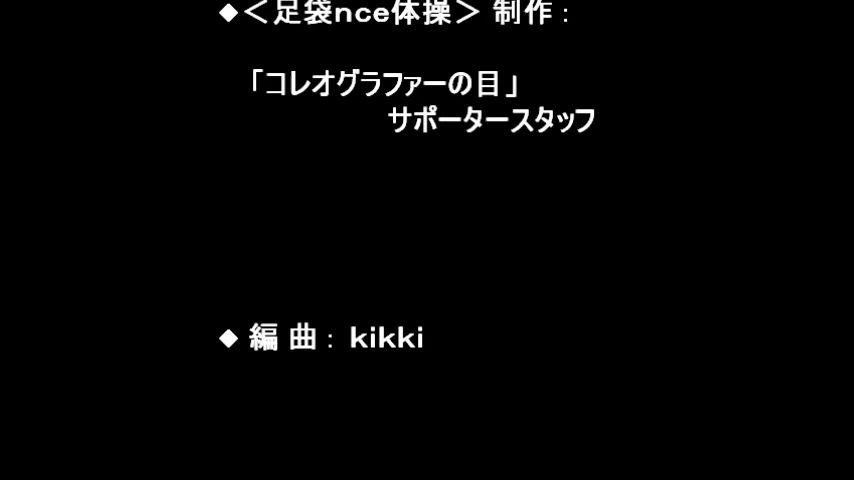 ◆＜足袋nce体操＞ 制作：
「コレオグラファーの目」
サポータースタッフ
◆ 編 曲： kikki